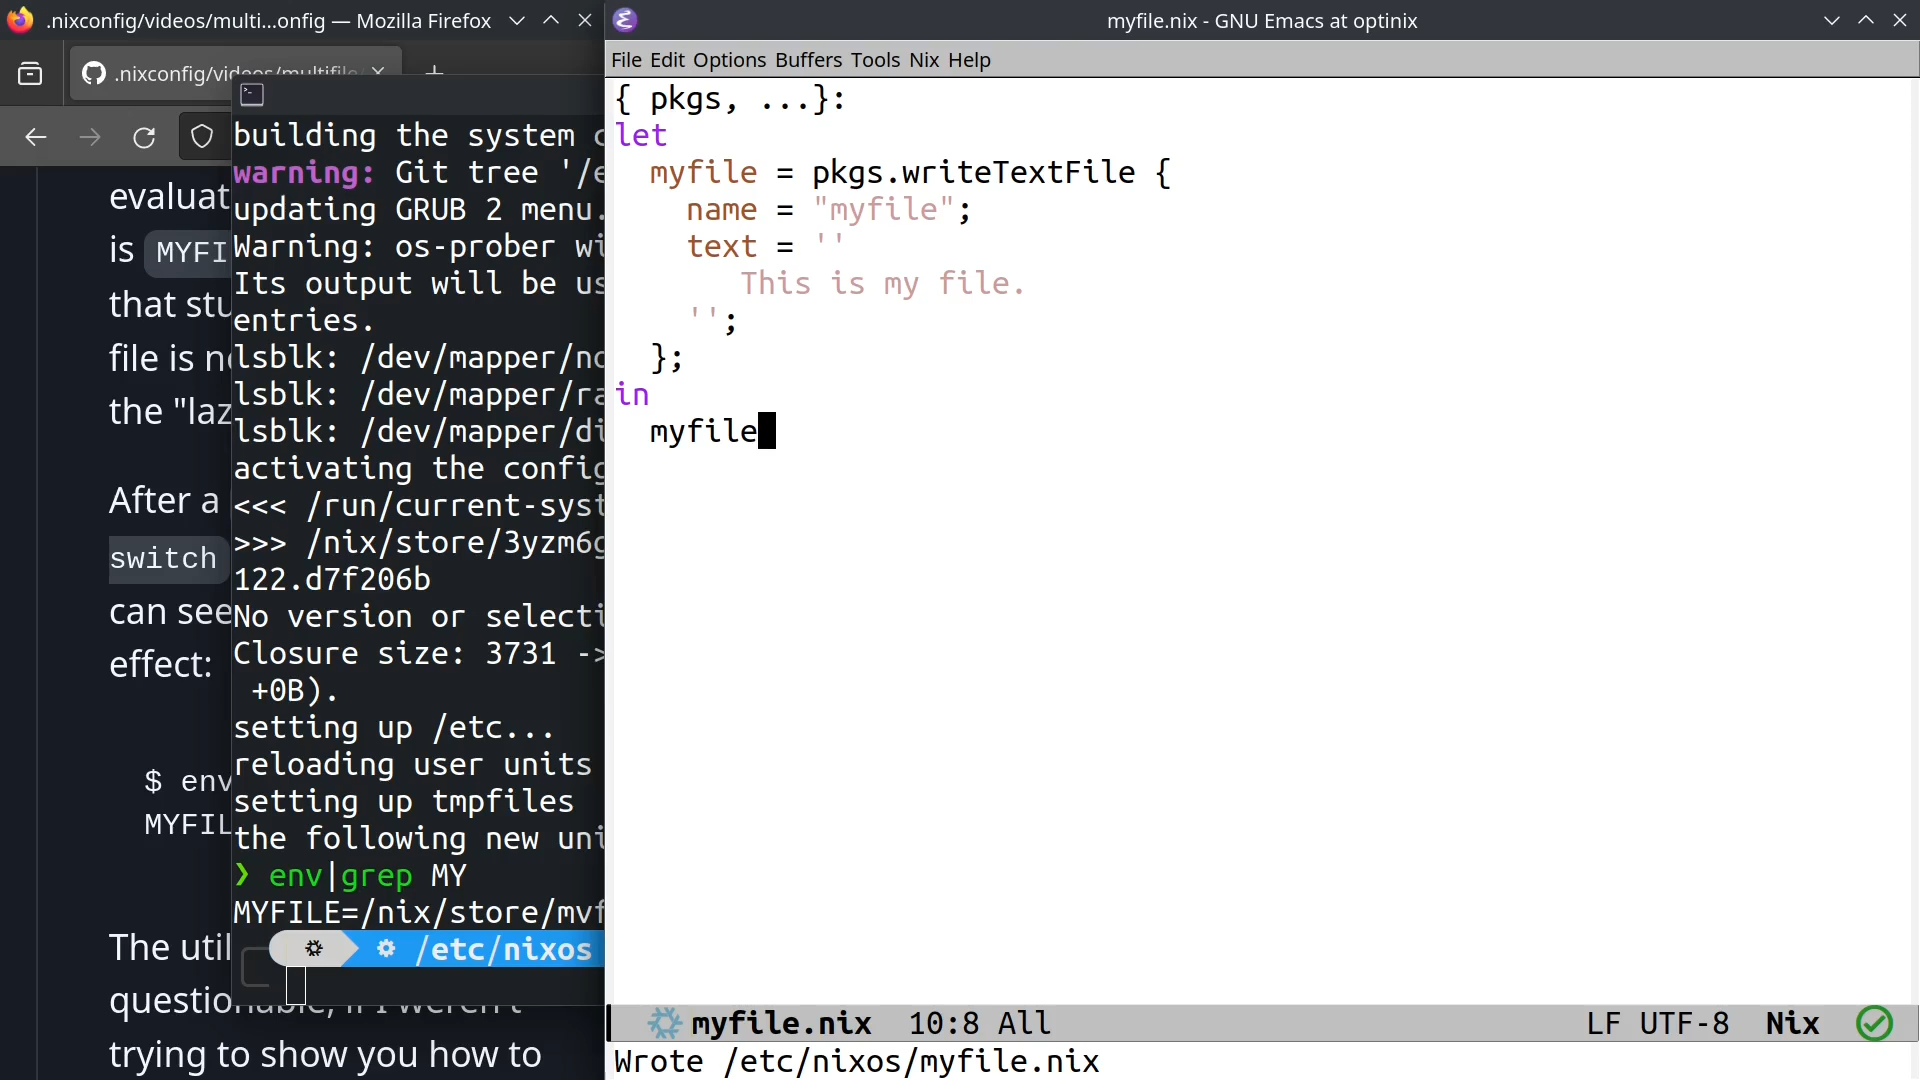 .nixconfig/videos/multi...onfig — Mozilla Firefox
.nixconfig/videos/multifile
evaluat
is MYFI
that stu
file is n
the "laz
After a
switch
can see
effect:
$ env
MYFIL
The util
trying to show you how to
building the system c
warning: Git tree '/e
updating GRUB 2 menu.
Warning: os-prober wi
Its output will be us
entries.
lsblk: /dev/mapper/no
lsblk: /dev/mapper/ra
lsblk: /dev/mapper/di
activating the config
<<< /run/current-syst
>>> /nix/store/3yzm6g
122.d7f206b
No version or selecti
Closure size: 3731 ->
+0B).
setting up /etc...
reloading user units
setting up tmpfiles
the following new uni
❯ env|grep MY
MYFILE=/nix/store/mvf
/etc/nixos
myfile.nix - GNU Emacs at optinix
File Edit Options Buffers Tools Nix Help
{ pkgs, ...}:
let
myfile = pkgs.writeTextFile {
name = "myfile";
text = ''
This is my file.
'';
};
in
myfile
myfile.nix 10:8 All LF UTF-8 Nix
Wrote /etc/nixos/myfile.nix